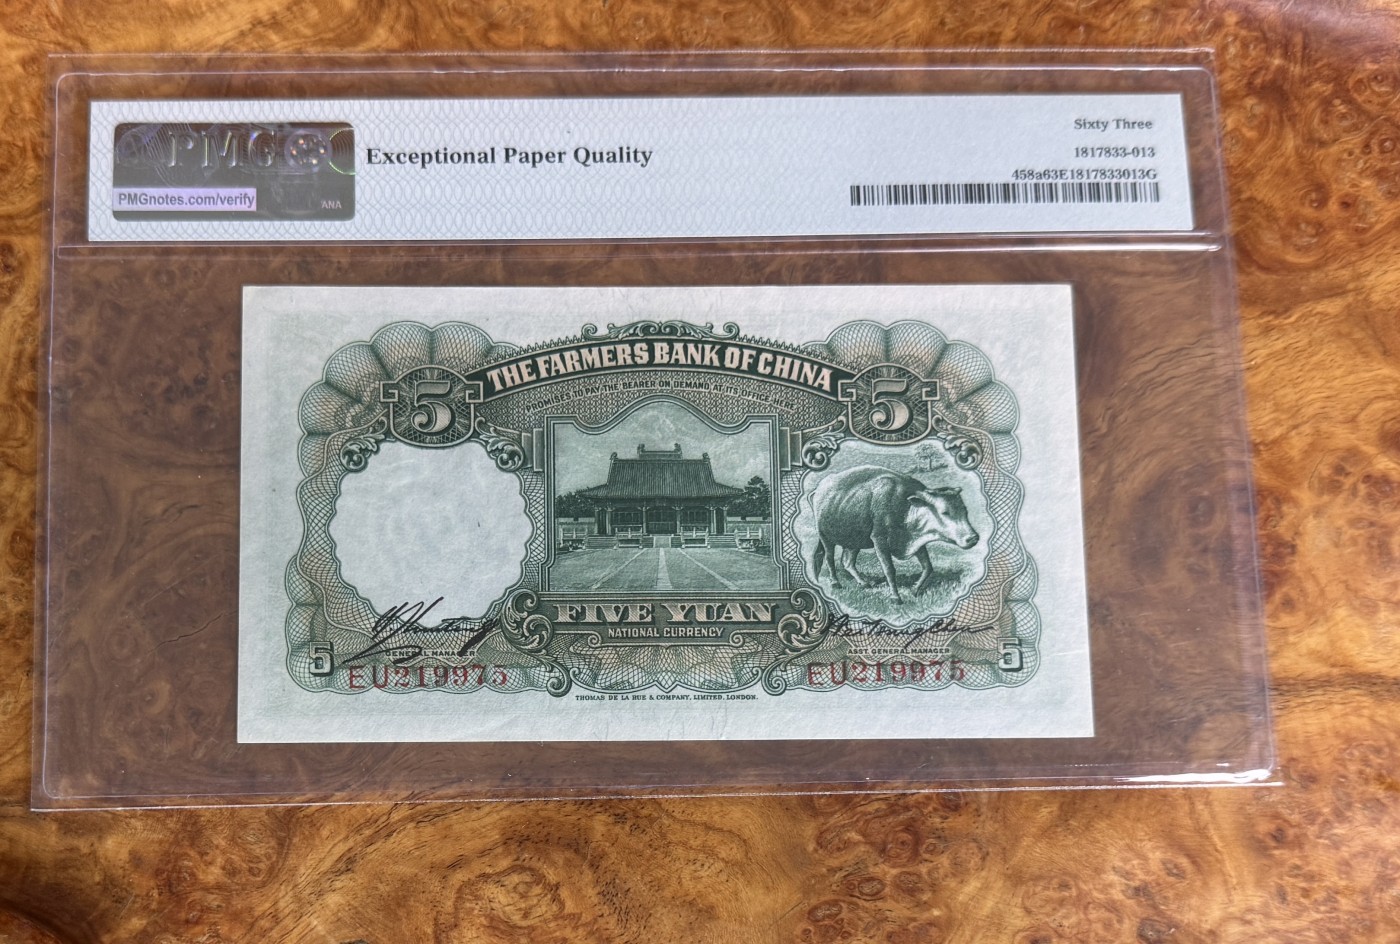 PMG
PMGnotes.com/verify
ANA
Exceptional Paper Quality
Sixty Three
1817833-013
458a63E1817833013G
THE FARMERS BANK OF CHINA
PROMISES TO PAY THE BEARER ON DEMAND AT ITS OFFICE HERE
5
5
FIVE YUAN
NATIONAL CURRENCY
GENERAL MANAGER
ASST GENERAL MANAGER
5
5
EU219975
EU219975
THOMAS DE LA RUE & COMPANY, LIMITED, LONDON.